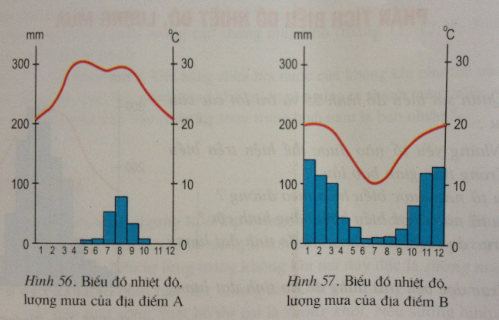 mm
°C
300
30
200
20
100
10
0
0
1 2 3 4 5 6 7 8 9 10 11 12
Hình 56. Biểu đồ nhiệt độ,
lượng mưa của địa điểm A
mm
°C
300
30
200
20
100
10
0
0
1 2 3 4 5 6 7 8 9 10 11 12
Hình 57. Biểu đồ nhiệt độ,
lượng mưa của địa điểm B